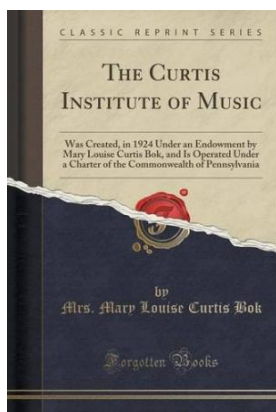 CLASSIC REPRINT SERIES
THE CURTIS
INSTITUTE OF MUSIC
Was Created, in 1924 Under an Endowment by
Mary Louise Curtis Bok, and Is Operated Under
a Charter of the Commonwealth of Pennsylvania
by
Mrs. Mary Louise Curtis Bok
Forgotten Books